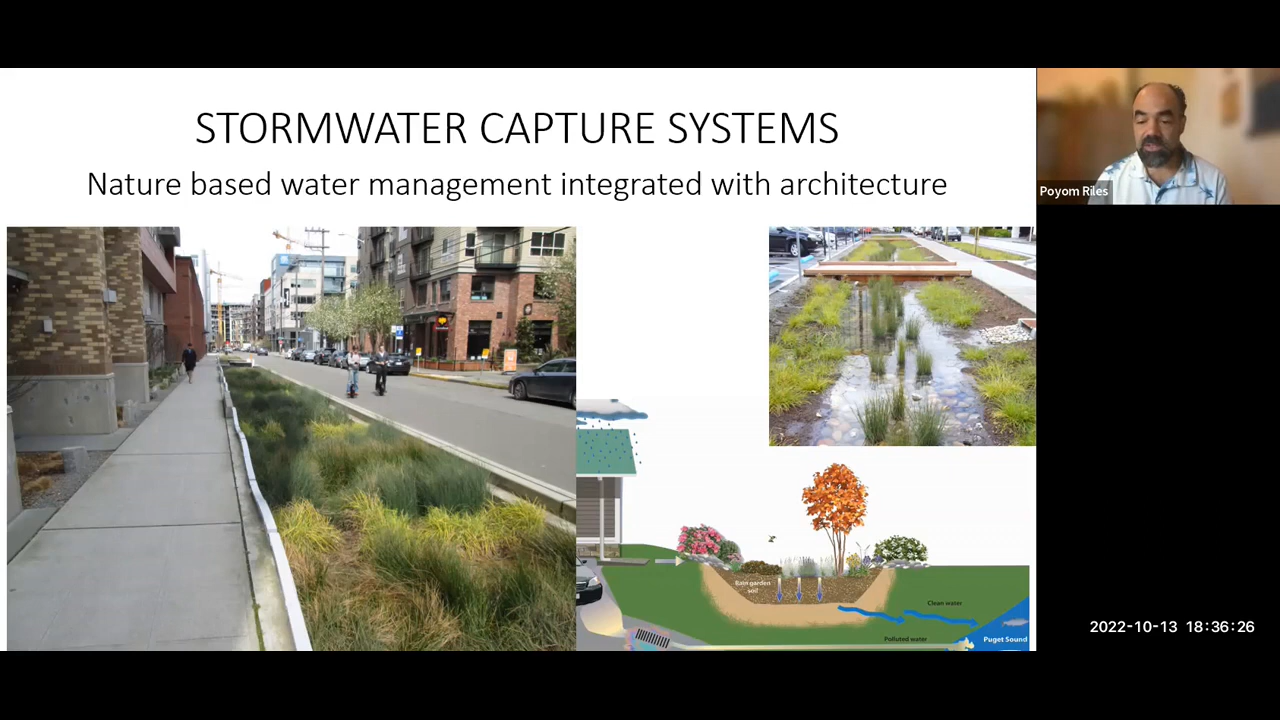 STORMWATER CAPTURE SYSTEMS
Nature based water management integrated with architecture
Poyom Riles
Rain garden
soil
Clean water
Polluted water
Puget Sound
2022-10-13 18:36:26